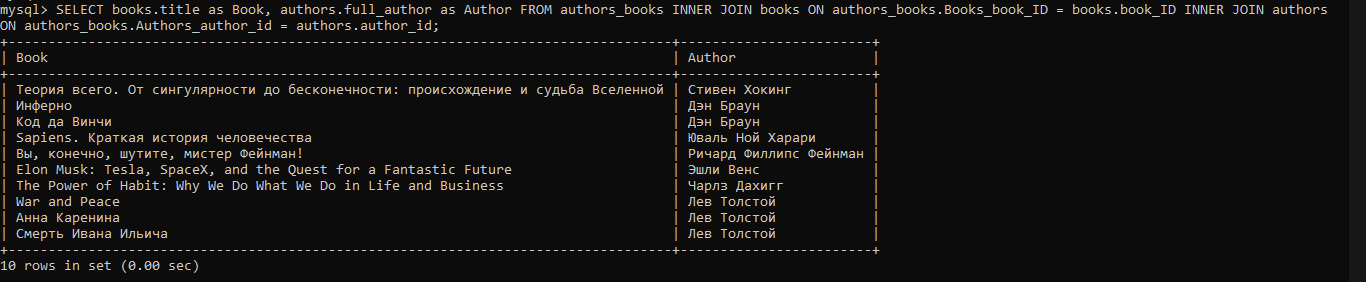 mysql> SELECT books.title as Book, authors.full_author as Author FROM authors_books INNER JOIN books ON authors_books.Books_book_ID = books.book_ID INNER JOIN authors
ON authors_books.Authors_author_id = authors.author_id;
| Book | Author |
| Теория всего. От сингулярности до бесконечности: происхождение и судьба Вселенной | Стивен Хокинг |
| Инферно | Дэн Браун |
| Код да Винчи | Дэн Браун |
| Sapiens. Краткая история человечества | Юваль Ной Харари |
| Вы, конечно, шутите, мистер Фейнман! | Ричард Филлипс Фейнман |
| Elon Musk: Tesla, SpaceX, and the Quest for a Fantastic Future | Эшли Венс |
| The Power of Habit: Why We Do What We Do in Life and Business | Чарлз Дахигг |
| War and Peace | Лев Толстой |
| Анна Каренина | Лев Толстой |
| Смерть Ивана Ильича | Лев Толстой |
10 rows in set (0.00 sec)